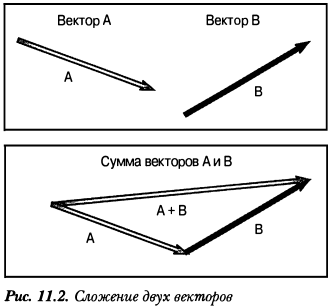 Вектор А Вектор В
А
В
Сумма векторов А и В
А + В
А
В
Рис. 11.2. Сложение двух векторов